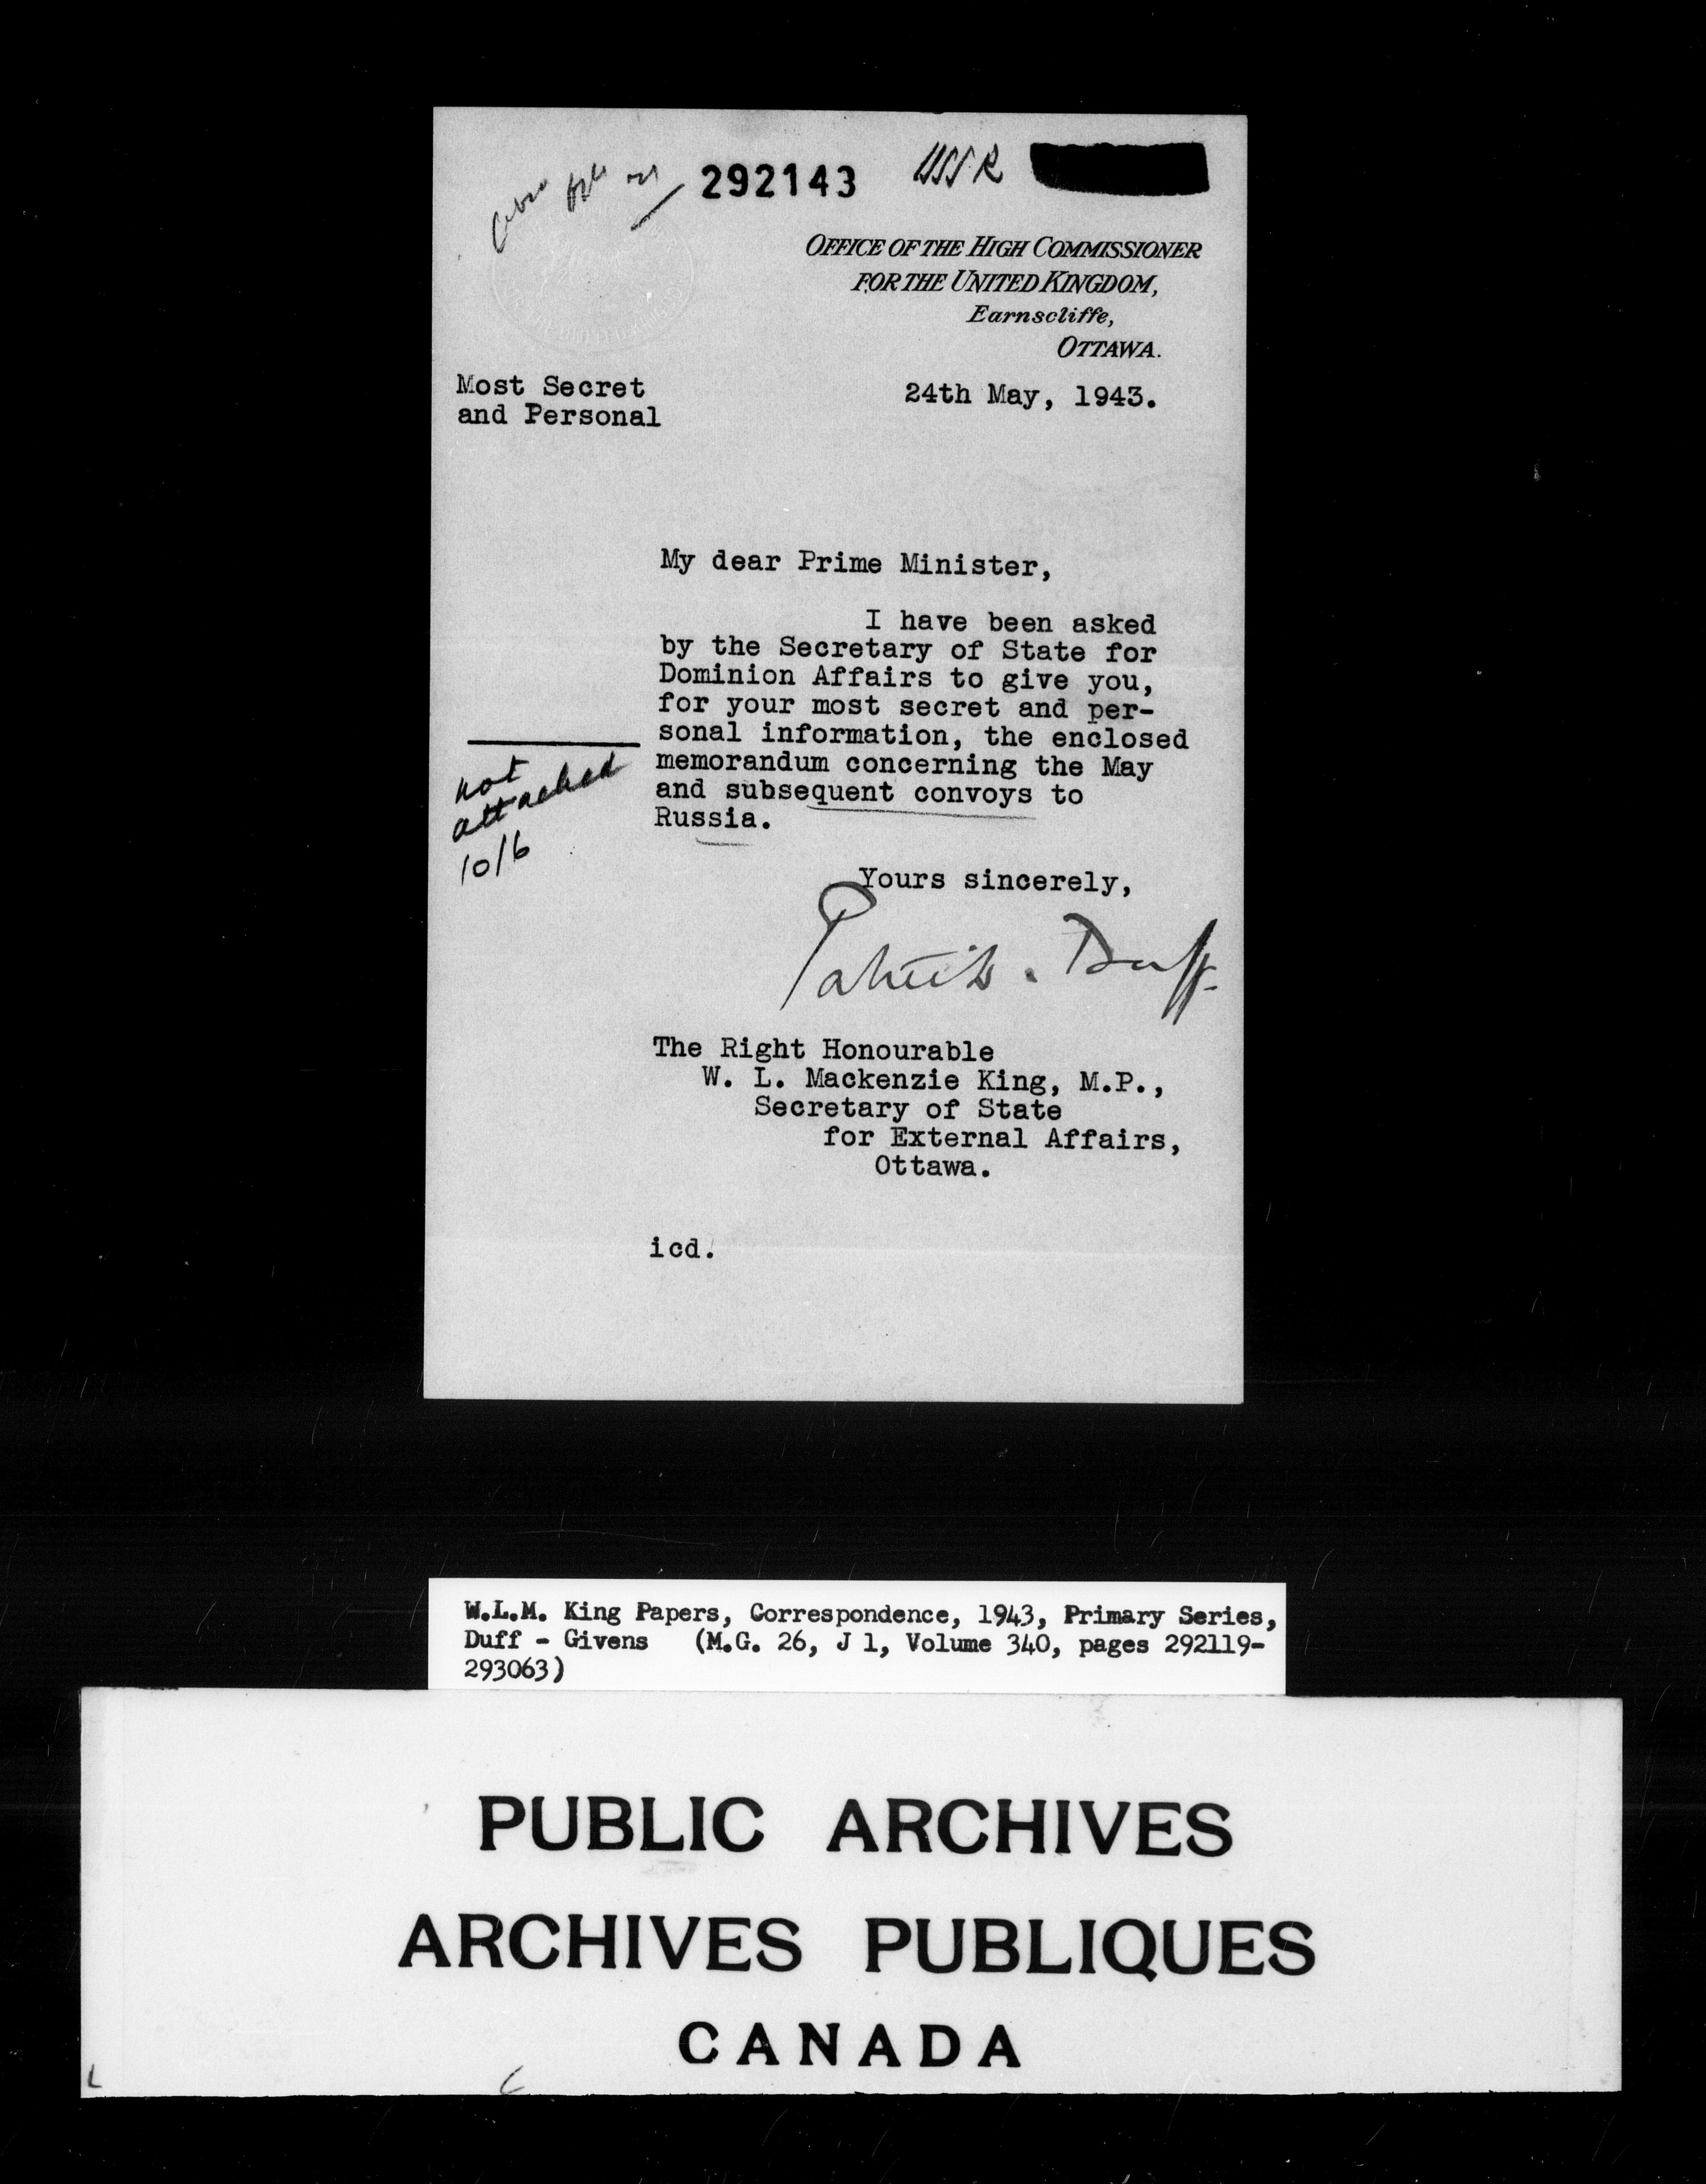 292143 USSR
OFFICE OF THE HIGH COMMISSIONER
FOR THE UNITED KINGDOM,
Earnscliffe,
OTTAWA.
Most Secret
and Personal
24th May, 1943.
My dear Prime Minister,
I have been asked
by the Secretary of State for
Dominion Affairs to give you,
for your most secret and per-
sonal information, the enclosed
memorandum concerning the May
and subsequent convoys to
Russia.
not
attached
10/6
Yours sincerely,
Patrick Duff
The Right Honourable
W. L. Mackenzie King, M.P.,
Secretary of State
for External Affairs,
Ottawa.
icd.
W.L.M. King Papers, Correspondence, 1943, Primary Series,
Duff - Givens (M.G. 26, J 1, Volume 340, pages 292119-
293063)
PUBLIC ARCHIVES
ARCHIVES PUBLIQUES
CANADA